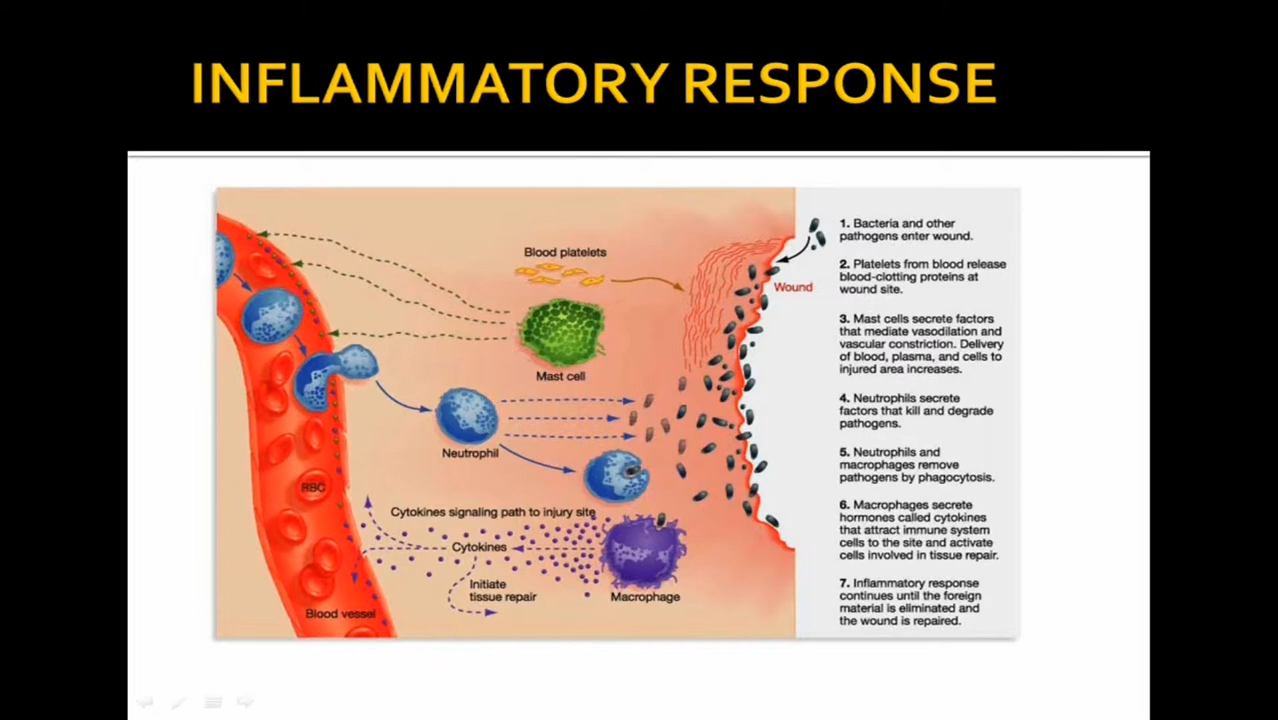 INFLAMMATORY RESPONSE
Blood platelets
Wound
Mast cell
Neutrophil
RBC
Cytokines signaling path to injury site
Cytokines
Initiate
tissue repair
Macrophage
Blood vessel
1. Bacteria and other
pathogens enter wound.
2. Platelets from blood release
blood-clotting proteins at
wound site.
3. Mast cells secrete factors
that mediate vasodilation and
vascular constriction. Delivery
of blood, plasma, and cells to
injured area increases.
4. Neutrophils secrete
factors that kill and degrade
pathogens.
5. Neutrophils and
macrophages remove
pathogens by phagocytosis.
6. Macrophages secrete
hormones called cytokines
that attract immune system
cells to the site and activate
cells involved in tissue repair.
7. Inflammatory response
continues until the foreign
material is eliminated and
the wound is repaired.